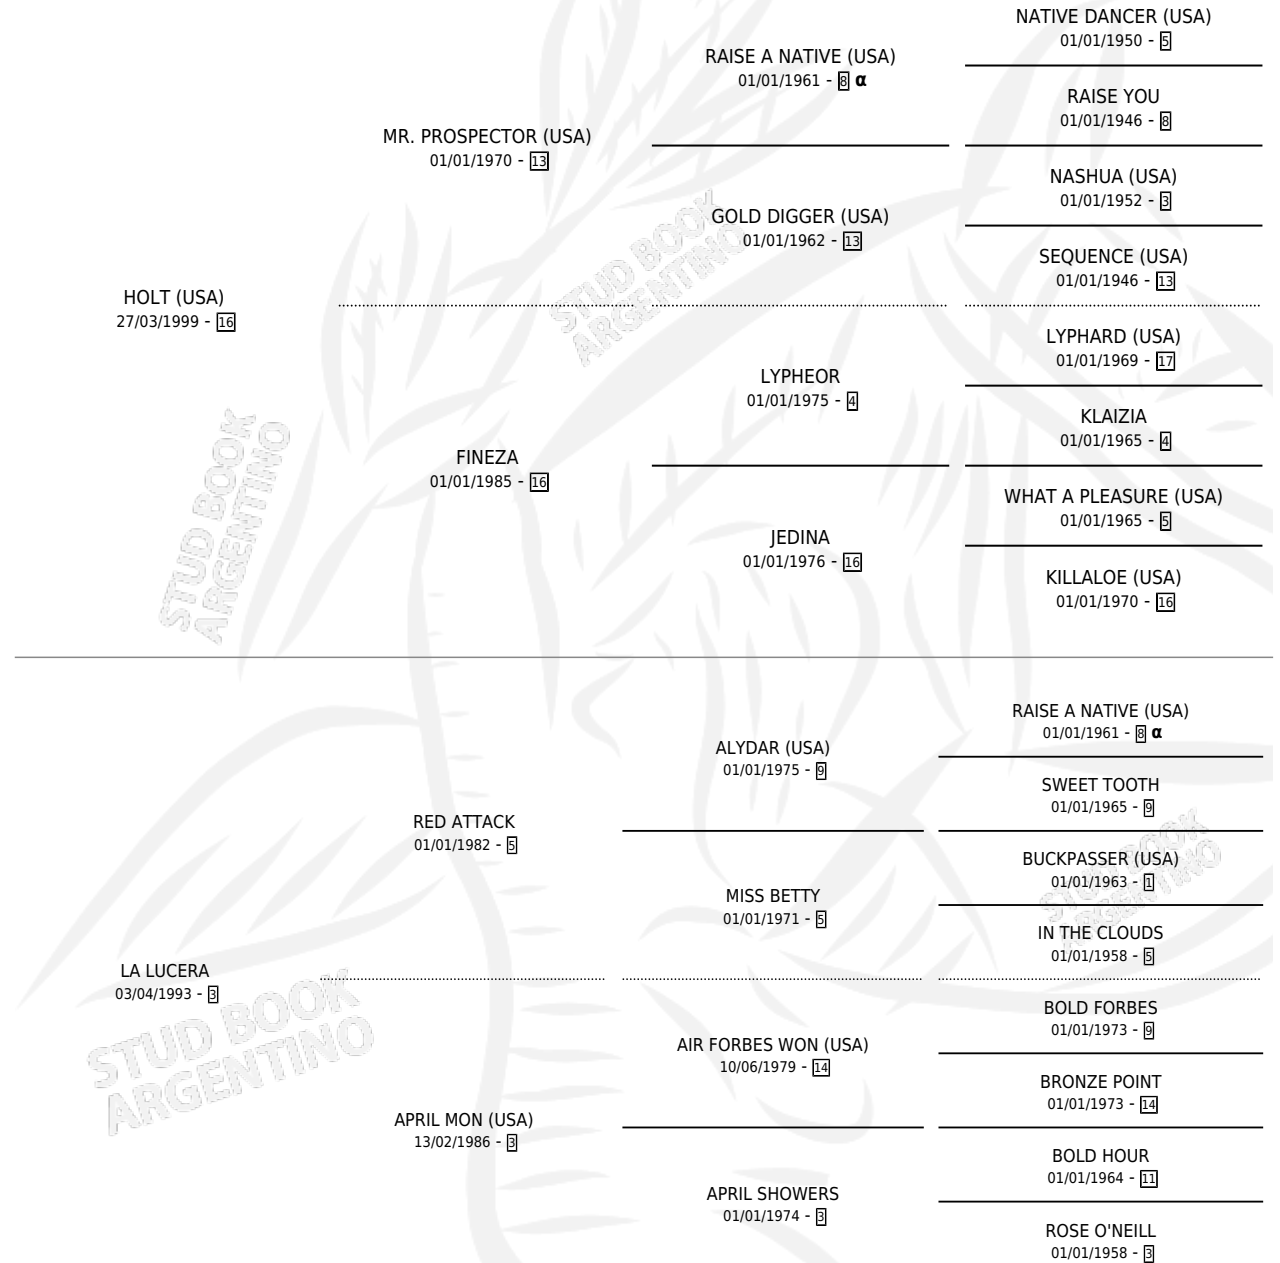 NATIVE DANCER (USA)
01/01/1950 - 5
RAISE A NATIVE (USA)
01/01/1961 - 8 α
RAISE YOU
01/01/1946 - 8
MR. PROSPECTOR (USA)
01/01/1970 - 13
NASHUA (USA)
01/01/1952 - 3
GOLD DIGGER (USA)
01/01/1962 - 13
SEQUENCE (USA)
01/01/1946 - 13
HOLT (USA)
27/03/1999 - 16
LYPHARD (USA)
01/01/1969 - 17
LYPHEOR
01/01/1975 - 4
KLAIZIA
01/01/1965 - 4
FINEZA
01/01/1985 - 16
WHAT A PLEASURE (USA)
01/01/1965 - 5
JEDINA
01/01/1976 - 16
KILLALOE (USA)
01/01/1970 - 16
RAISE A NATIVE (USA)
01/01/1961 - 8 α
ALYDAR (USA)
01/01/1975 - 9
SWEET TOOTH
01/01/1965 - 9
RED ATTACK
01/01/1982 - 5
BUCKPASSER (USA)
01/01/1963 - 1
MISS BETTY
01/01/1971 - 5
IN THE CLOUDS
01/01/1958 - 5
LA LUCERA
03/04/1993 - 3
BOLD FORBES
01/01/1973 - 9
AIR FORBES WON (USA)
10/06/1979 - 14
BRONZE POINT
01/01/1973 - 14
APRIL MON (USA)
13/02/1986 - 3
BOLD HOUR
01/01/1964 - 11
APRIL SHOWERS
01/01/1974 - 3
ROSE O'NEILL
01/01/1958 - 3
STUD BOOK
ARGENTINO
STUD BOOK
ARGENTINO
STUD BOOK
ARGENTINO
STUD BOOK
ARGENTINO